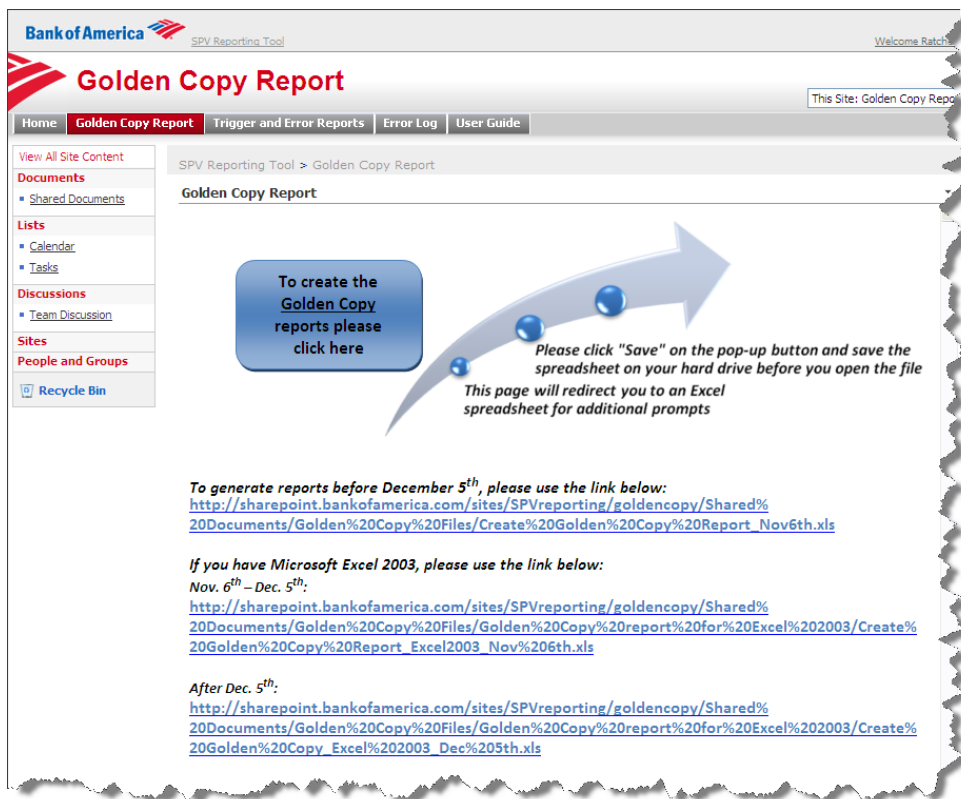 Bank of America
SPV Reporting Tool
Welcome
Golden Copy Report
This Site: Golden Copy
Home
Golden Copy Report
Trigger and Error Reports
Error Log
User Guide
View All Site Content
Documents
Shared Documents
Lists
Calendar
Tasks
Discussions
Team Discussion
Sites
People and Groups
Recycle Bin
SPV Reporting Tool > Golden Copy Report
Golden Copy Report
To create the
Golden Copy
reports please
click here
Please click "Save" on the pop-up button and save the
spreadsheet on your hard drive before you open the file
This page will redirect you to an Excel
spreadsheet for additional prompts
To generate reports before December 5th, please use the link below:
http://sharepoint.bankofamerica.com/sites/SPVreporting/goldencopy/Shared%
20Documents/Golden%20Copy%20Files/Create%20Golden%20Copy%20Report_Nov6th.xls
If you have Microsoft Excel 2003, please use the link below:
Nov. 6th – Dec. 5th:
http://sharepoint.bankofamerica.com/sites/SPVreporting/goldencopy/Shared%
20Documents/Golden%20Copy%20Files/Golden%20Copy%20report%20for%20Excel%202003/Create%
20Golden%20Copy%20Report_Excel2003_Nov%206th.xls
After Dec. 5th:
http://sharepoint.bankofamerica.com/sites/SPVreporting/goldencopy/Shared%
20Documents/Golden%20Copy%20Files/Golden%20Copy%20report%20for%20Excel%202003/Create%
20Golden%20Copy_Excel%202003_Dec%205th.xls